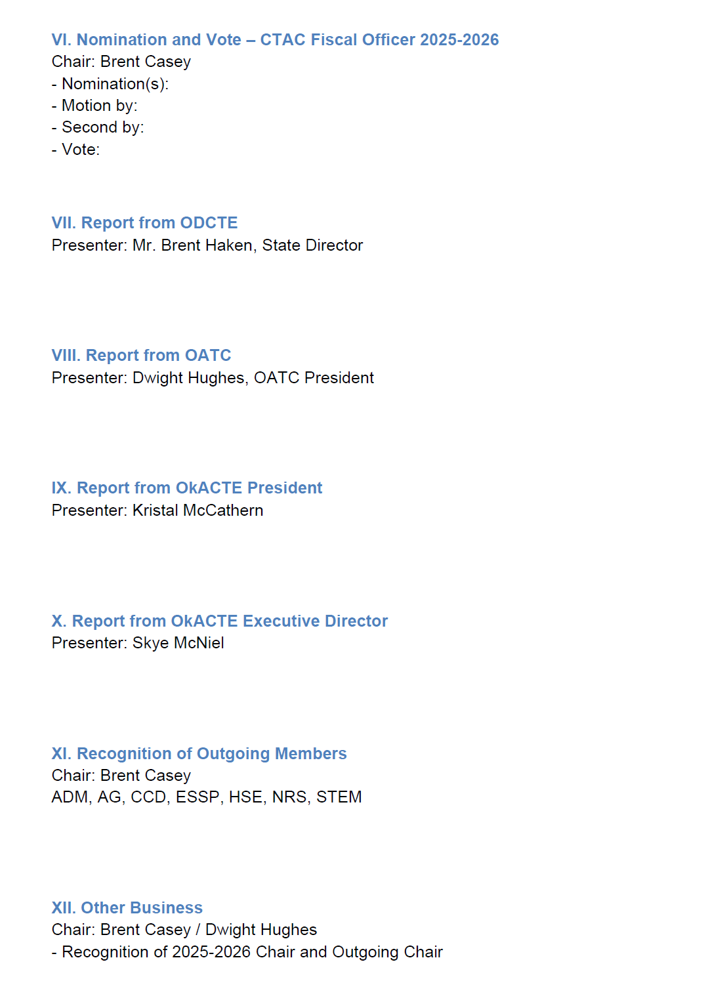 VI. Nomination and Vote – CTAC Fiscal Officer 2025-2026
Chair: Brent Casey
- Nomination(s):
- Motion by:
- Second by:
- Vote:
VII. Report from ODCTE
Presenter: Mr. Brent Haken, State Director
VIII. Report from OATC
Presenter: Dwight Hughes, OATC President
IX. Report from OkACTE President
Presenter: Kristal McCathern
X. Report from OkACTE Executive Director
Presenter: Skye McNiel
XI. Recognition of Outgoing Members
Chair: Brent Casey
ADM, AG, CCD, ESSP, HSE, NRS, STEM
XII. Other Business
Chair: Brent Casey / Dwight Hughes
- Recognition of 2025-2026 Chair and Outgoing Chair